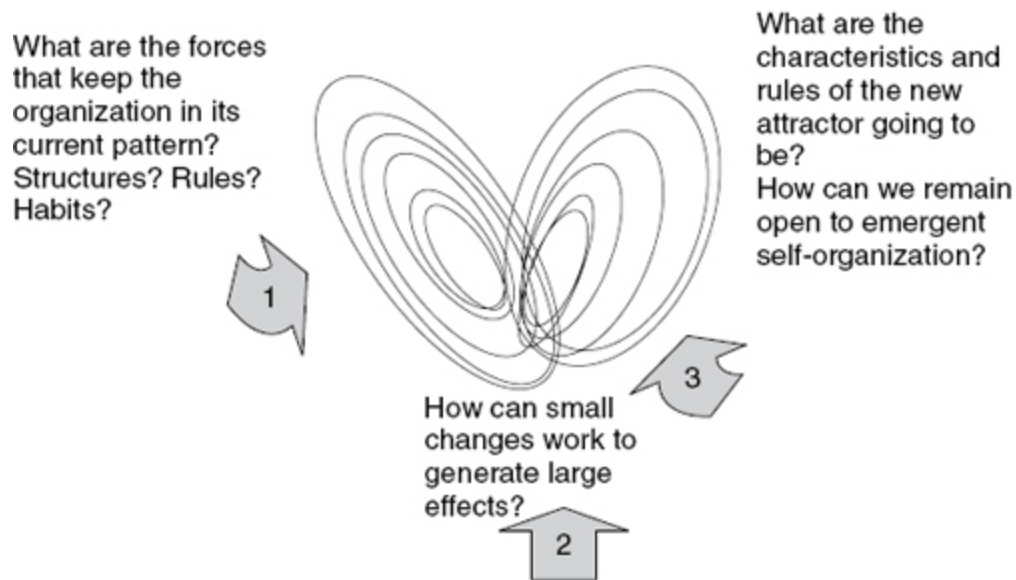 What are the forces
that keep the
organization in its
current pattern?
Structures? Rules?
Habits?
1
How can small
changes work to
generate large
effects?
2
What are the
characteristics and
rules of the new
attractor going to
be?
How can we remain
open to emergent
self-organization?
3